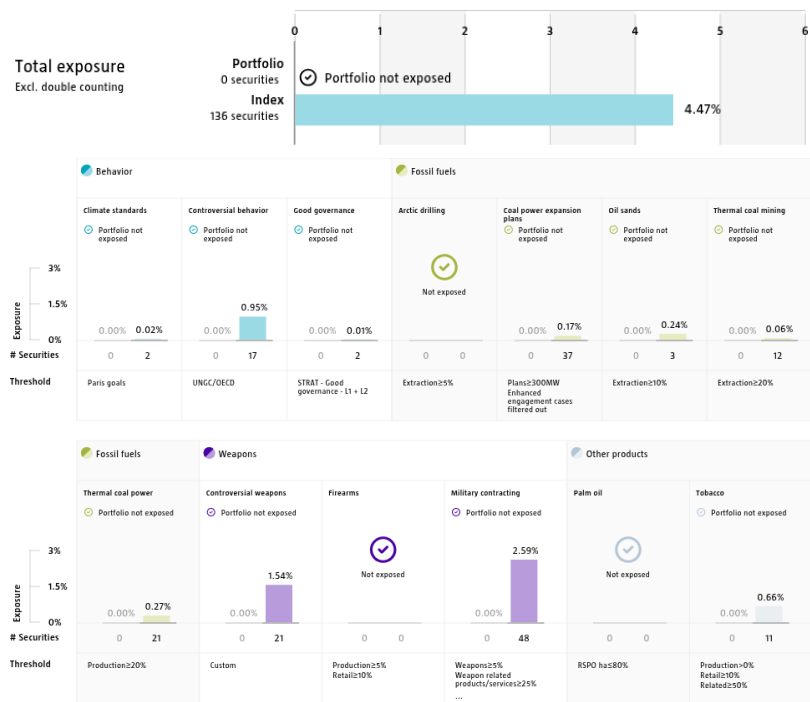 0 1 2 3 4 5 6
Total exposure
Excl. double counting
Portfolio
0 securities
Portfolio not exposed
Index
136 securities
4.47%
Behavior
Fossil fuels
Climate standards
Portfolio not exposed
Controversial behavior
Portfolio not exposed
Good governance
Portfolio not exposed
Arctic drilling
Not exposed
Coal power expansion plans
Portfolio not exposed
Oil sands
Portfolio not exposed
Thermal coal mining
Portfolio not exposed
Exposure
3%
1.5%
0%
0.00% 0.02% 0.00% 0.95% 0.00% 0.01% 0.00% 0.17% 0.00% 0.24% 0.00% 0.06%
# Securities 0 2 0 17 0 2 0 0 0 37 0 3 0 12
Threshold
Paris goals
UNGC/OECD
STRAT - Good
governance - L1 + L2
Extraction≥5%
Plans≥300MW
Enhanced
engagement cases
filtered out
Extraction≥10%
Extraction≥20%
Fossil fuels
Weapons
Other products
Thermal coal power
Portfolio not exposed
Controversial weapons
Portfolio not exposed
Firearms
Not exposed
Military contracting
Portfolio not exposed
Palm oil
Not exposed
Tobacco
Portfolio not exposed
Exposure
3%
1.5%
0%
0.00% 0.27% 0.00% 1.54% 0.00% 2.59% 0.00% 0.66%
# Securities 0 21 0 21 0 0 0 48 0 0 0 11
Threshold
Production≥20%
Custom
Production≥5%
Retail≥10%
Weapons≥5%
Weapon related
products/services≥25%
...
RSPO ha≤80%
Production>0%
Retail≥10%
Related≥50%